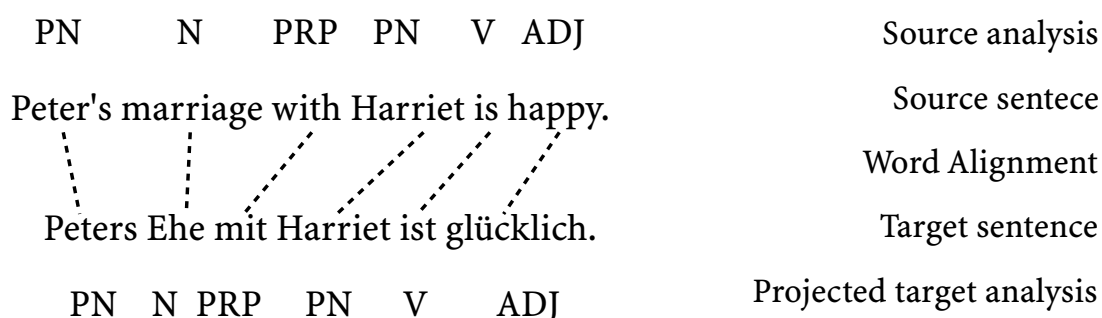 PN N PRP PN V ADJ Source analysis
Peter's marriage with Harriet is happy. Source sentece
Word Alignment
Peters Ehe mit Harriet ist glücklich. Target sentence
PN N PRP PN V ADJ Projected target analysis